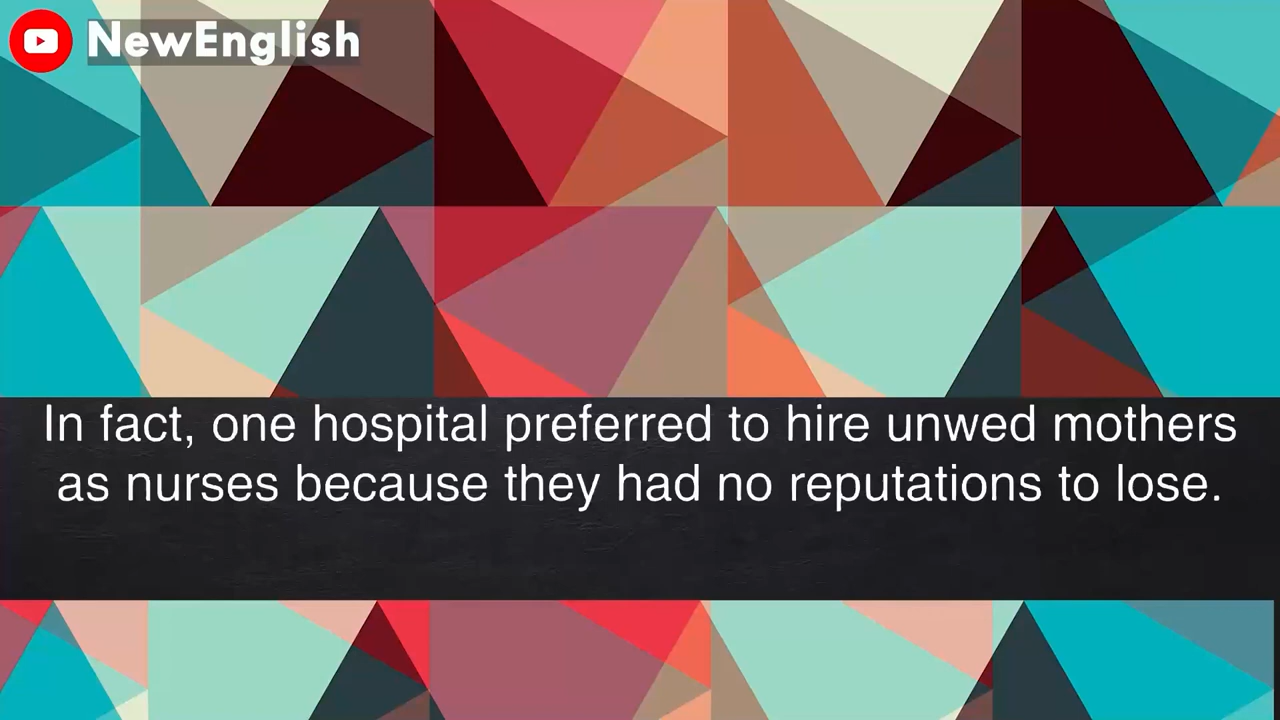 NewEnglish
In fact, one hospital preferred to hire unwed mothers
as nurses because they had no reputations to lose.